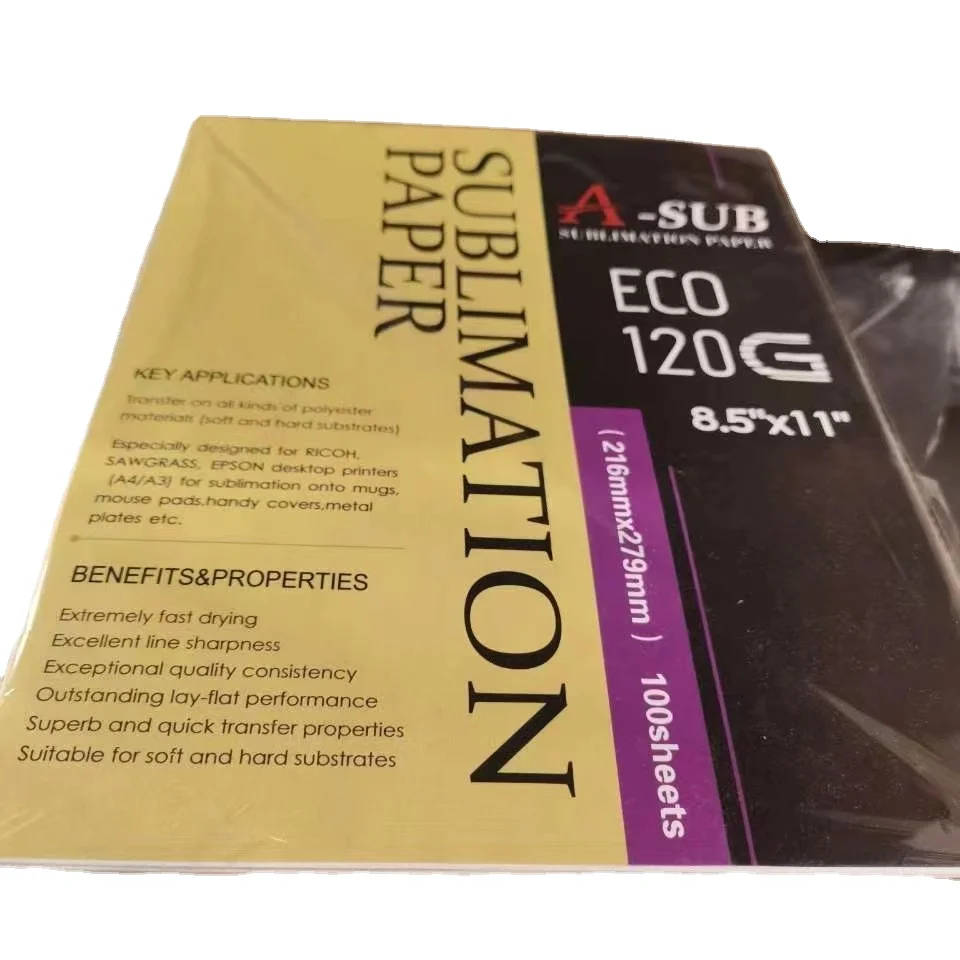 SUBLIMATION
PAPER
KEY APPLICATIONS
Transfer on all kinds of polyester
materials (soft and hard substrates)
Especially designed for RICOH,
SAWGRASS, EPSON desktop printers
(A4/A3) for sublimation onto mugs,
mouse pads,handy covers,metal
plates etc.
BENEFITS&PROPERTIES
Extremely fast drying
Excellent line sharpness
Exceptional quality consistency
Outstanding lay-flat performance
Superb and quick transfer properties
Suitable for soft and hard substrates
A-SUB
SUBLIMATION PAPER
ECO
120G
8.5"x11"
(216mmx279mm) 100sheets